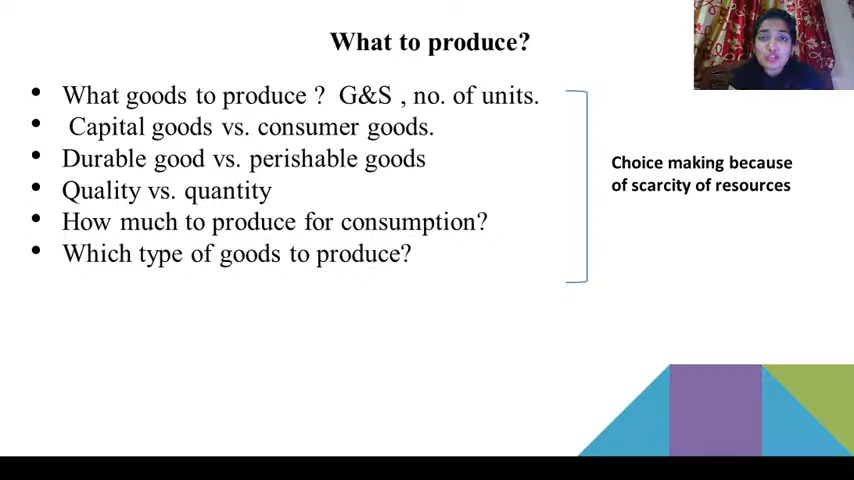 What to produce?
• What goods to produce ? G&S , no. of units.
• Capital goods vs. consumer goods.
• Durable good vs. perishable goods
• Quality vs. quantity
• How much to produce for consumption?
• Which type of goods to produce?
Choice making because
of scarcity of resources